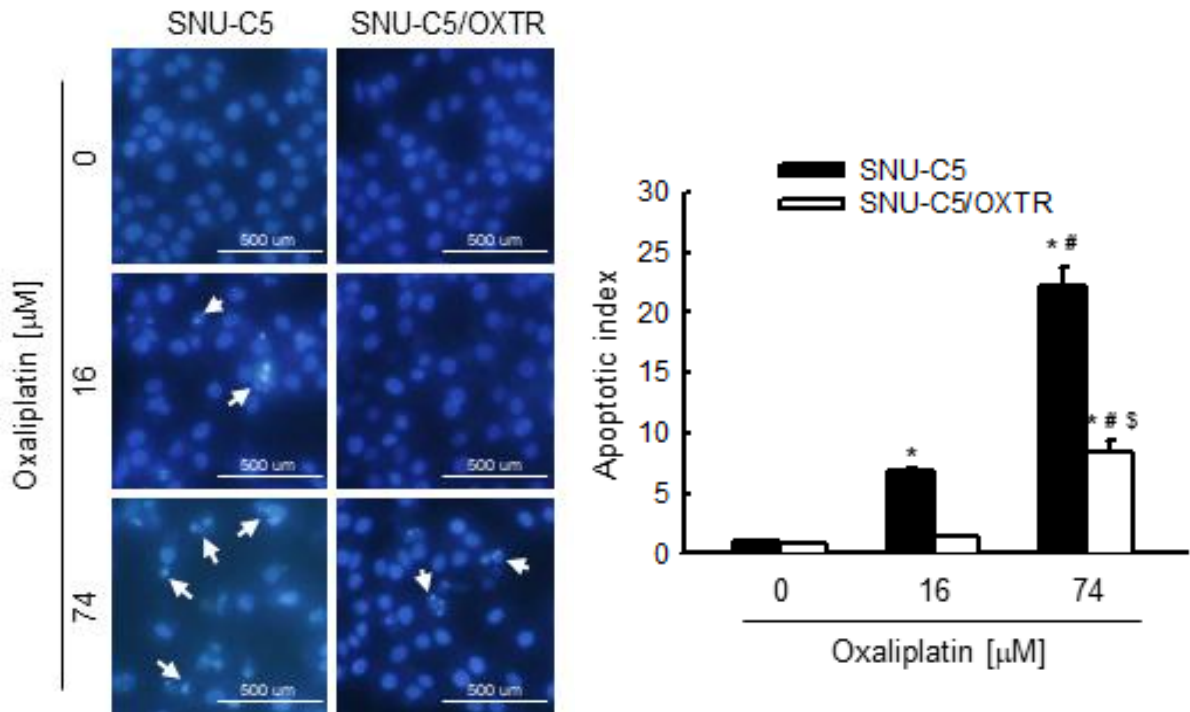 SNU-C5 SNU-C5/OXTR
Oxaliplatin [μM]
0
500 um 500 um
16
500 um 500 um
74
500 um 500 um
SNU-C5
SNU-C5/OXTR
Apoptotic index
30
25
20
15
10
5
0
* #
* # $
*
0 16 74
Oxaliplatin [μM]